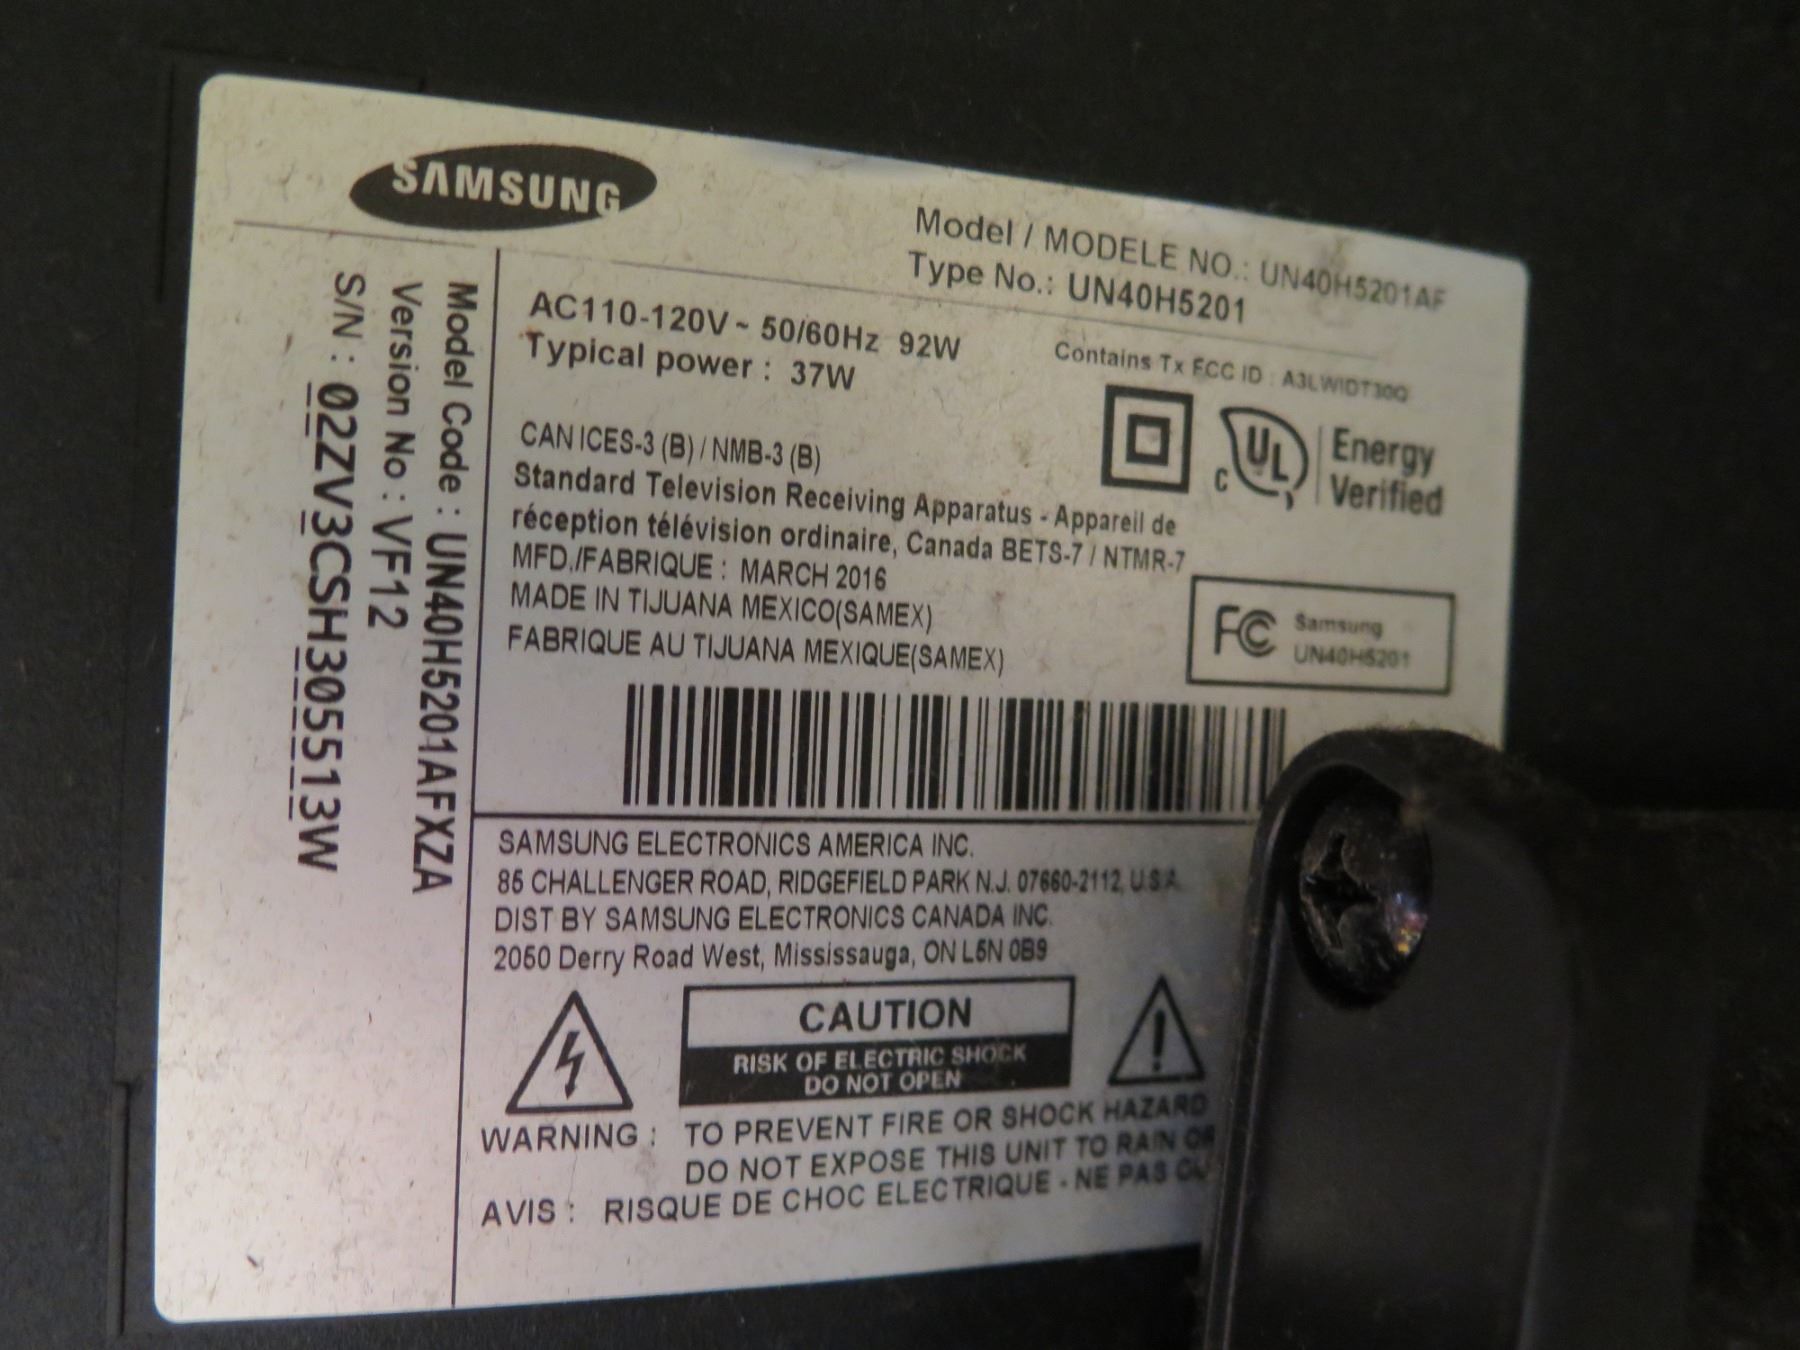 SAMSUNG
Model / MODELE NO.: UN40H5201AF
Type No.: UN40H5201
AC110-120V ~ 50/60Hz 92W
Typical power : 37W
Contains Tx FCC ID : A3LWIDT30Q
CAN ICES-3 (B) / NMB-3 (B)
C UL
Energy
Verified
Standard Television Receiving Apparatus - Appareil de
réception télévision ordinaire, Canada BETS-7 / NTMR-7
MFD./FABRIQUE : MARCH 2016
MADE IN TIJUANA MEXICO(SAMEX)
FABRIQUE AU TIJUANA MEXIQUE(SAMEX)
FC Samsung
UN40H5201
Model Code : UN40H5201AFXZA
Version No : VF12
S/N : 02ZV3CSH305513W
SAMSUNG ELECTRONICS AMERICA INC.
85 CHALLENGER ROAD, RIDGEFIELD PARK N.J. 07660-2112, U.S.A.
DIST BY SAMSUNG ELECTRONICS CANADA INC.
2050 Derry Road West, Mississauga, ON L5N 0B9
CAUTION
RISK OF ELECTRIC SHOCK
DO NOT OPEN
WARNING : TO PREVENT FIRE OR SHOCK HAZARD
DO NOT EXPOSE THIS UNIT TO RAIN OR
AVIS : RISQUE DE CHOC ELECTRIQUE - NE PAS